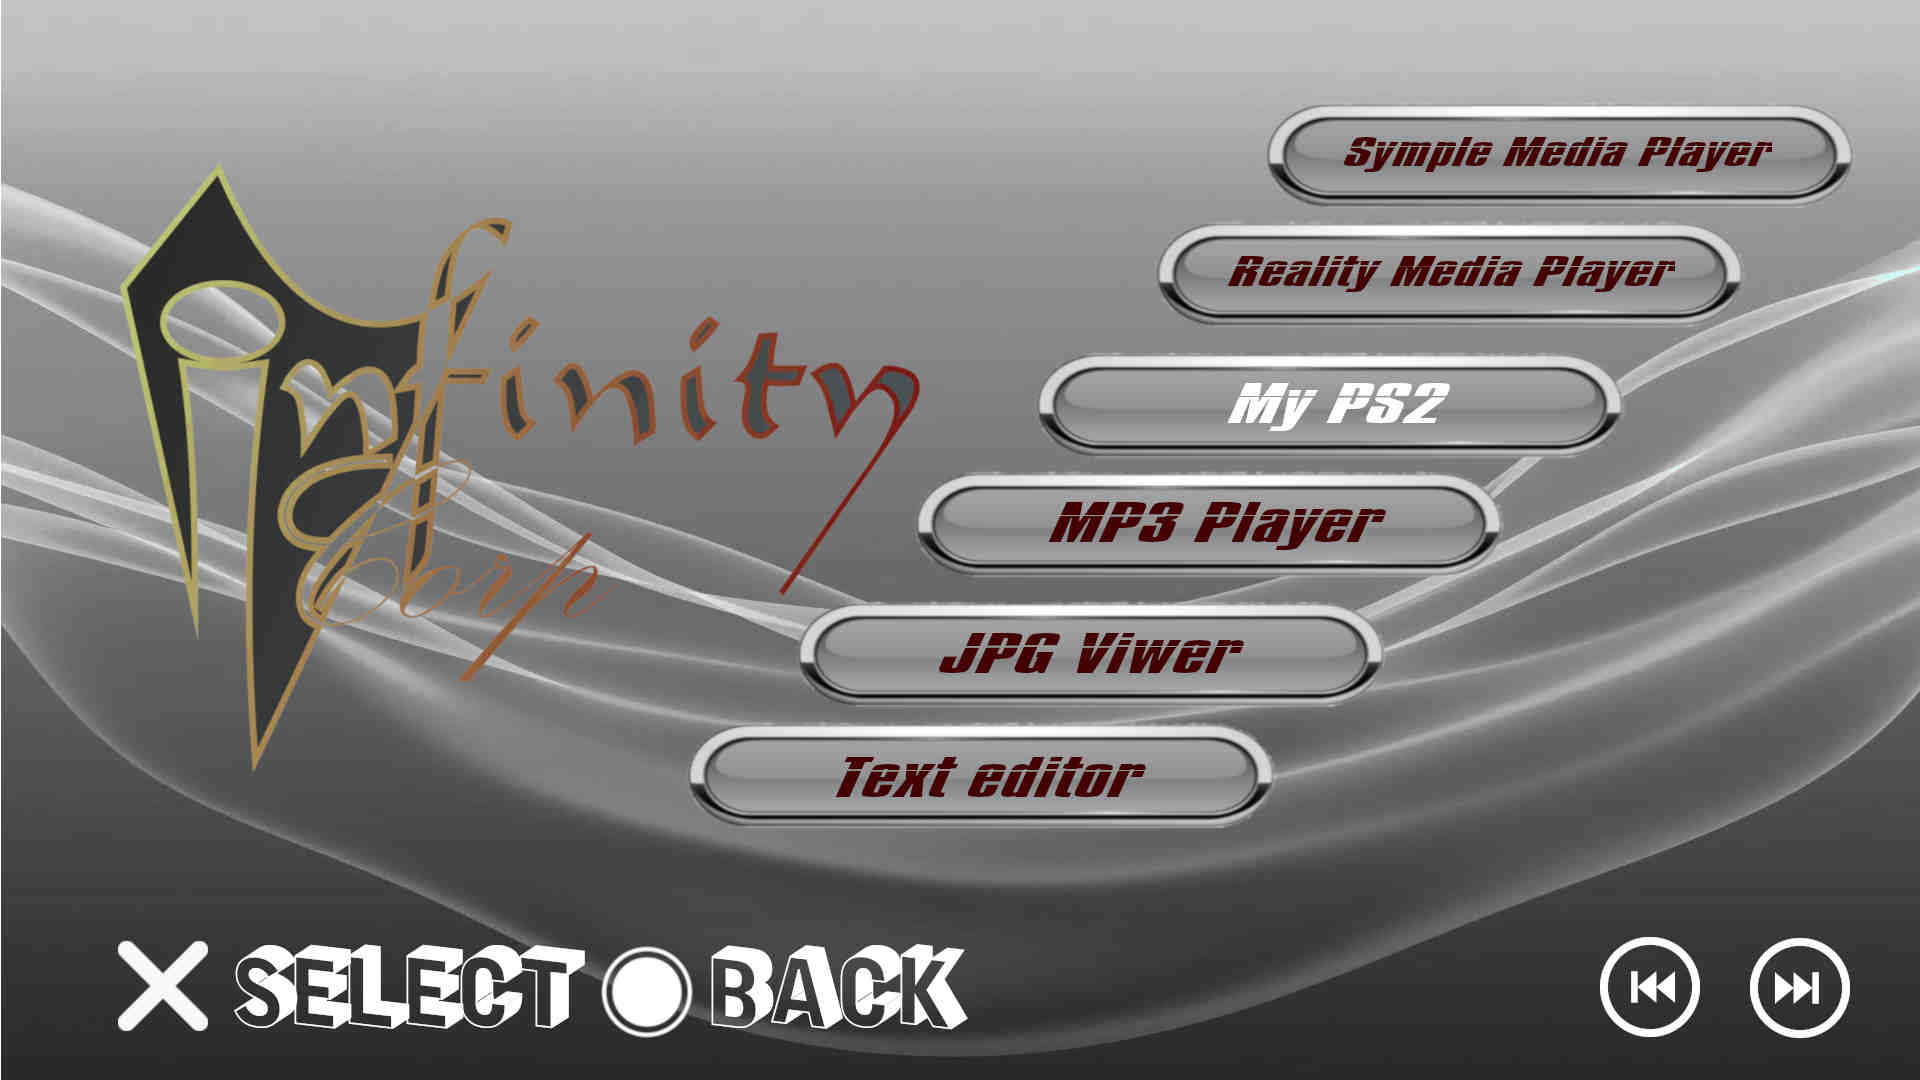 Symple Media Player
Reality Media Player
infinity
My PS2
MP3 Player
Corp
JPG Viwer
Text editor
SELECT BACK